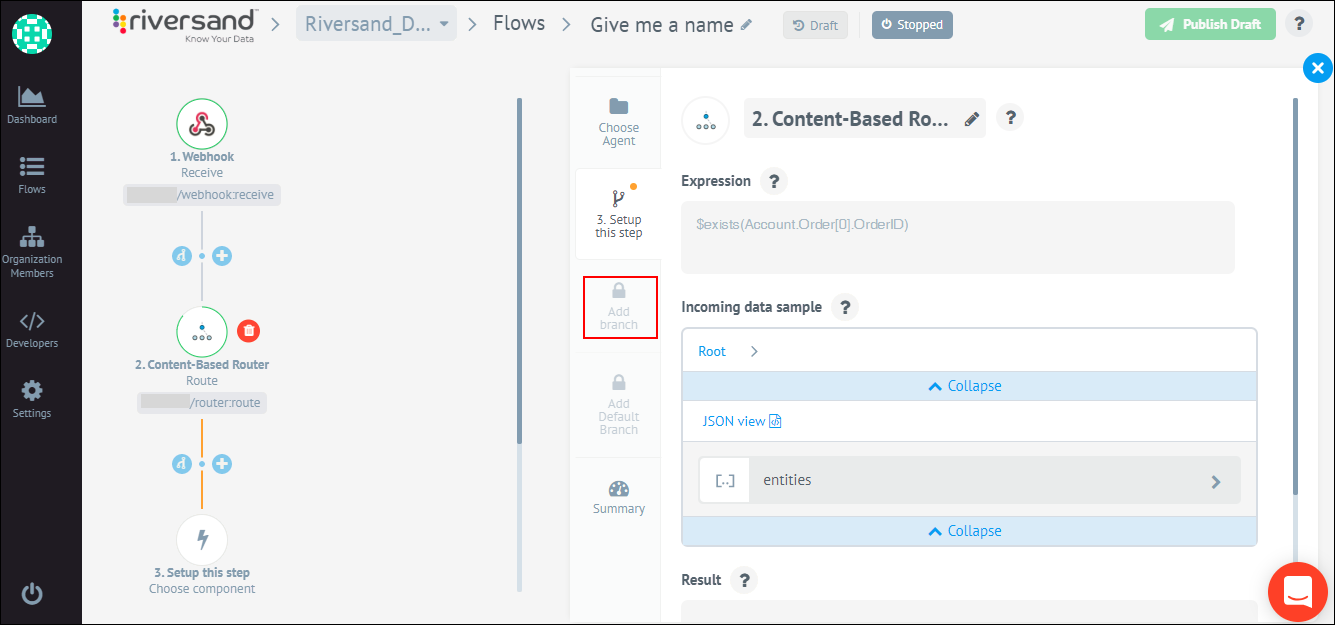 riversand™
Know Your Data
Riversand_D...
Flows
Give me a name
Draft
Stopped
Publish Draft
?
Dashboard
Flows
Organization
Members
Developers
Settings
1. Webhook
Receive
/webhook:receive
d
2. Content-Based Router
Route
/router:route
d
3. Setup this step
Choose component
Choose
Agent
3. Setup
this step
Add
branch
Add
Default
Branch
Summary
2. Content-Based Ro...
?
Expression ?
$exists(Account.Order[0].OrderID)
Incoming data sample ?
Root
Collapse
JSON view
[..] entities
Collapse
Result ?